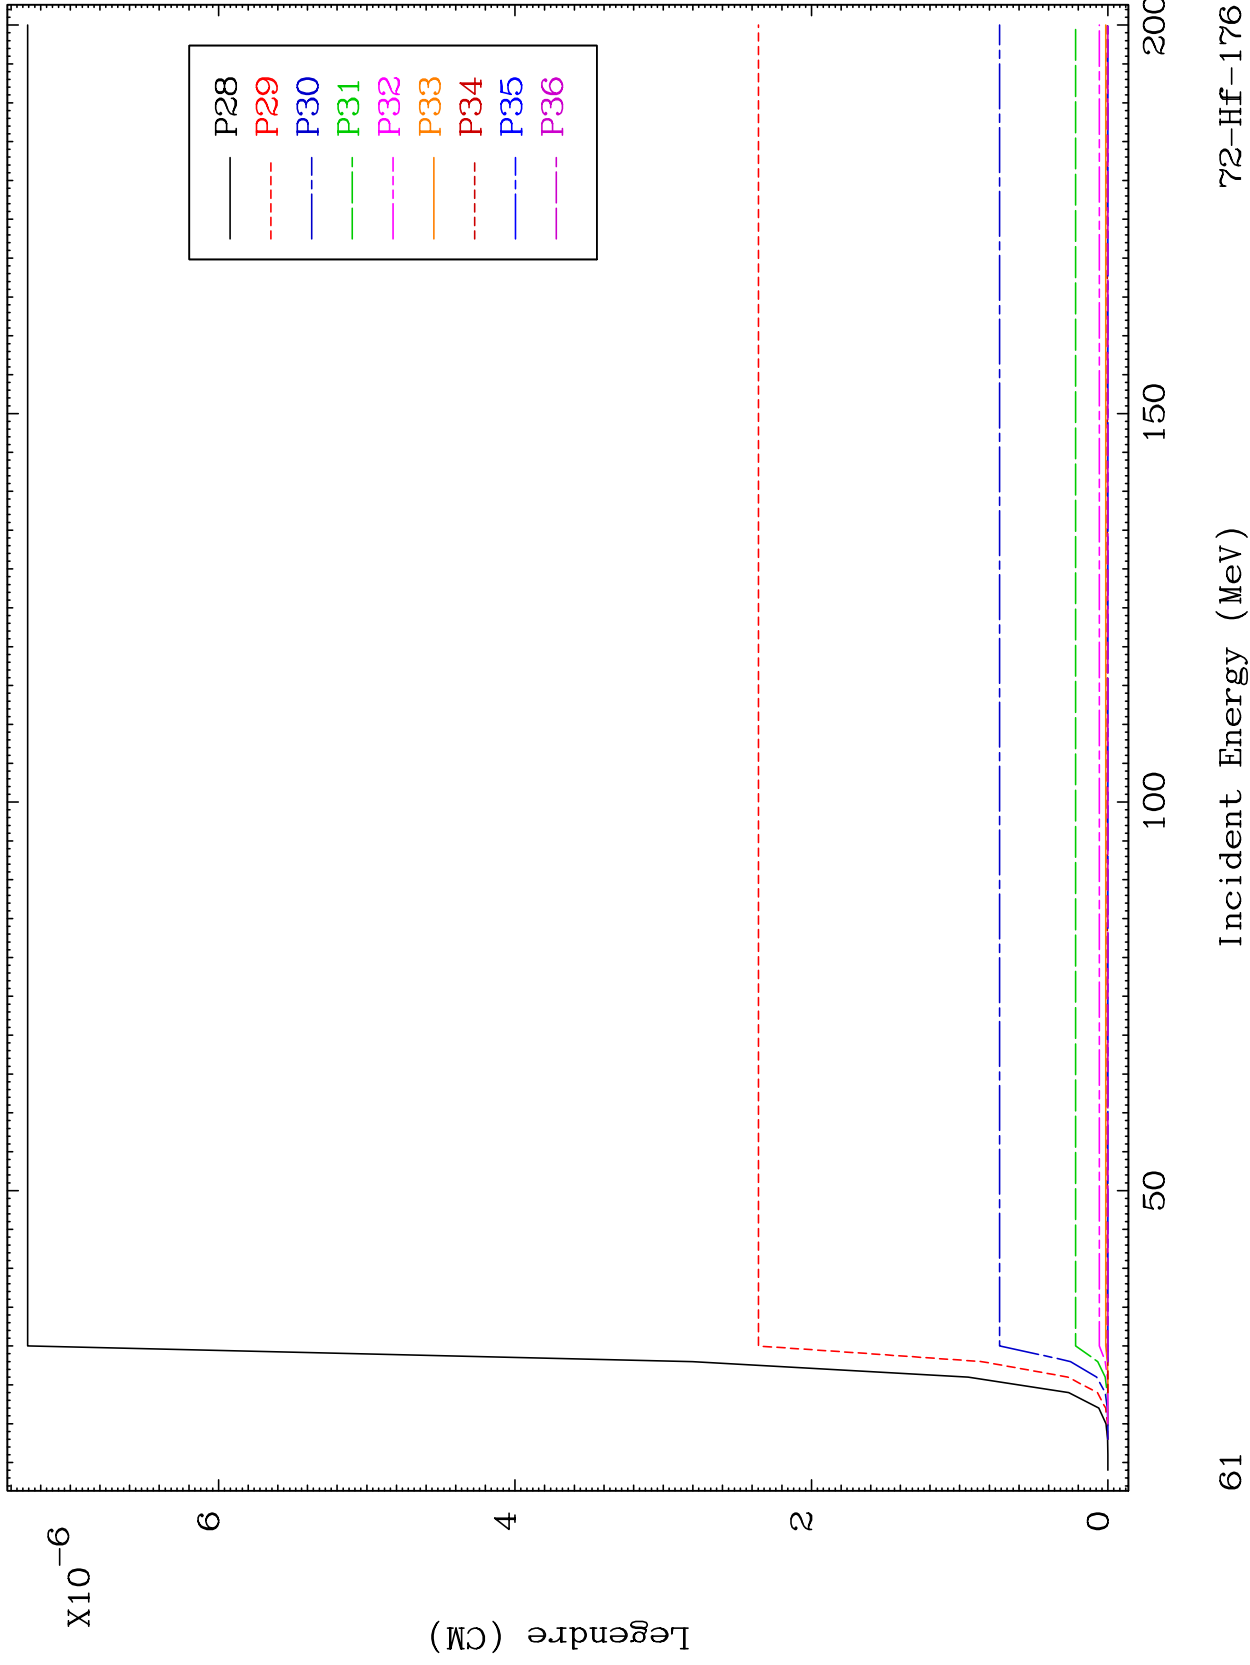 X10-6
6
4
2
0
Legendre (CM)
P28
P29
P30
P31
P32
P33
P34
P35
P36
50
100
150
200
Incident Energy (MeV)
61
72-Hf-176